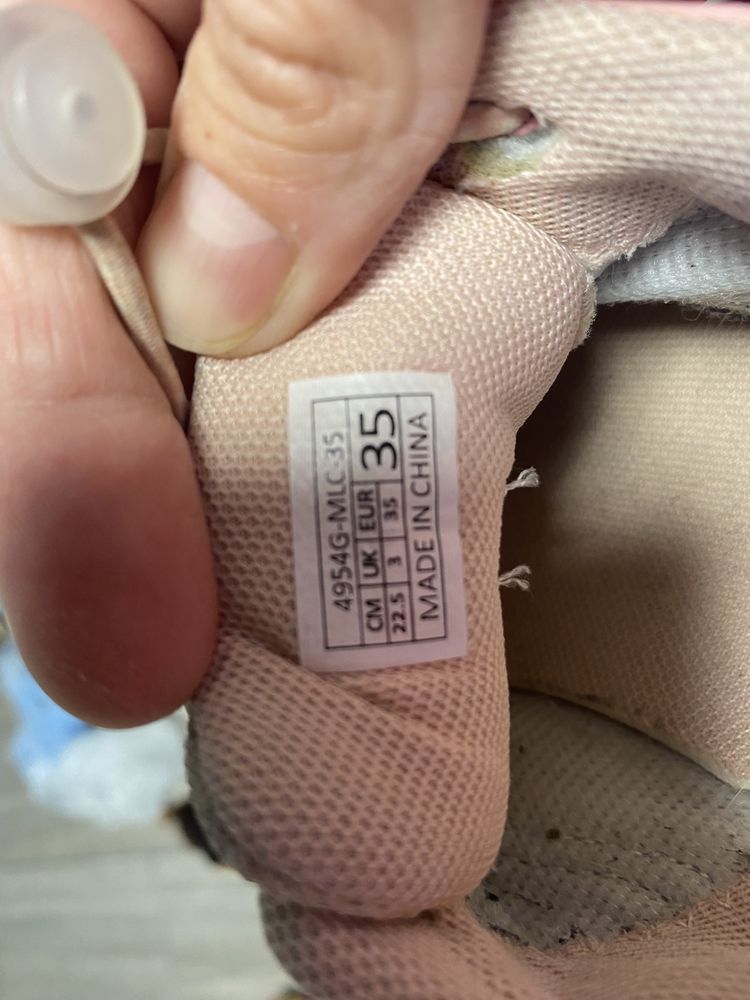 4954G-MLC-35
CM UK EUR 35
22.5 3 35
MADE IN CHINA